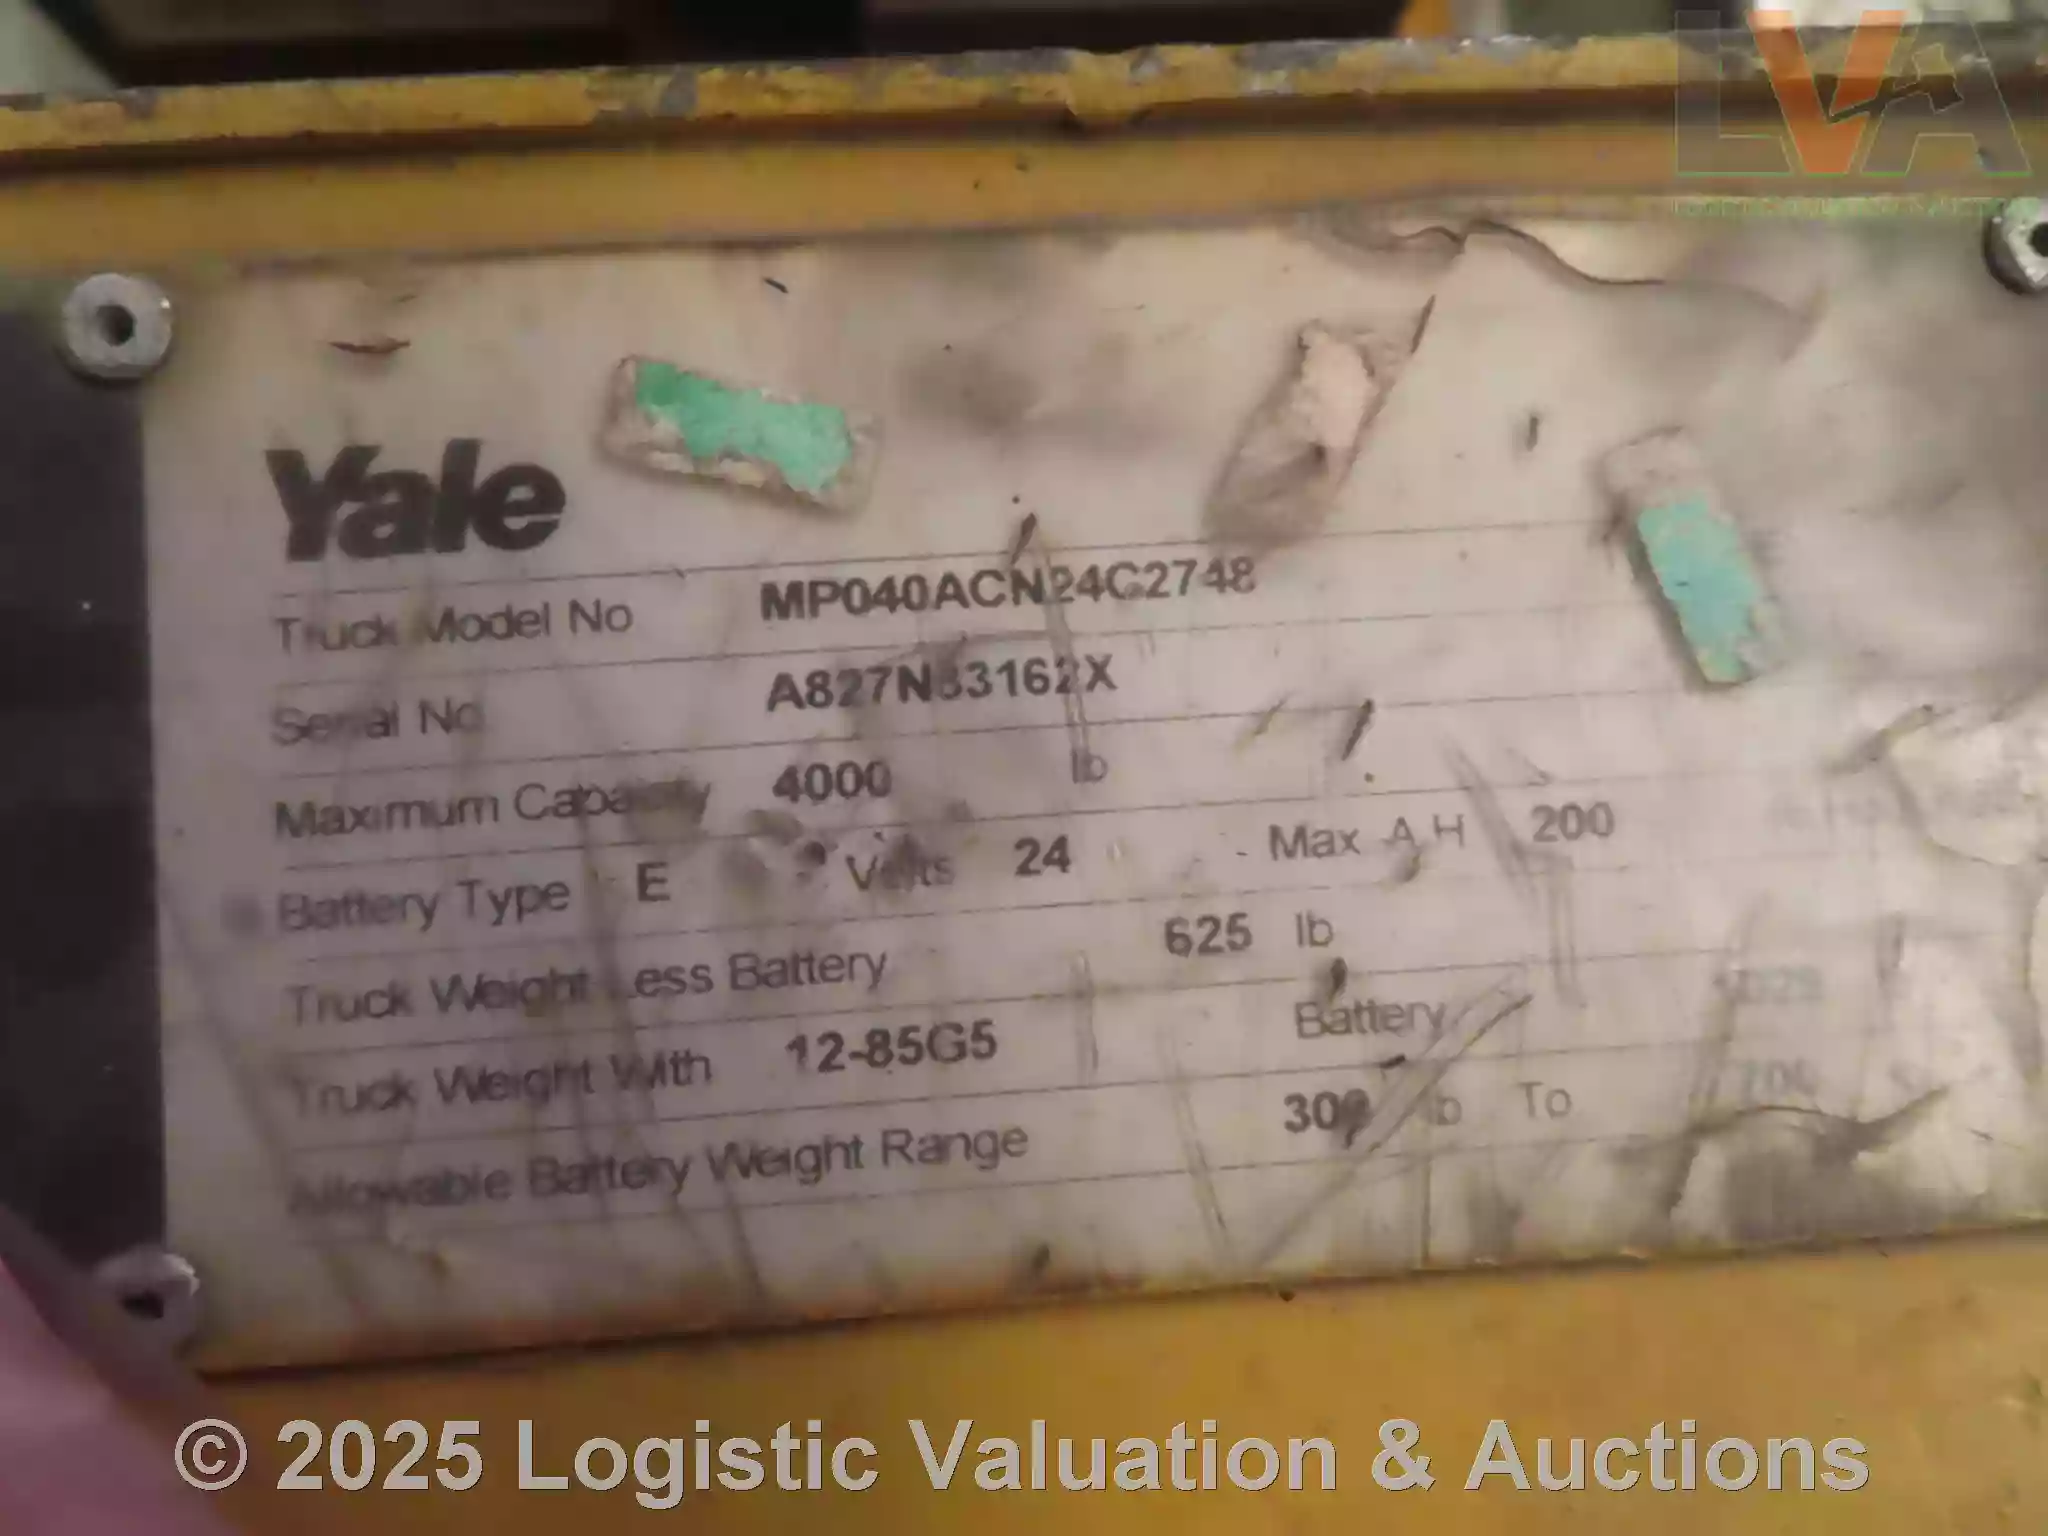 LVA
Yale
Truck Model No MP040ACN24C2748
Serial No
Maximum Capacity 4000 lb
Battery Type E Volts 24 Max A H 200
Truck Weight Less Battery 625 lb
Truck Weight With 12-85G5 Battery
Allowable Battery Weight Range 300 lb To
© 2025 Logistic Valuation & Auctions